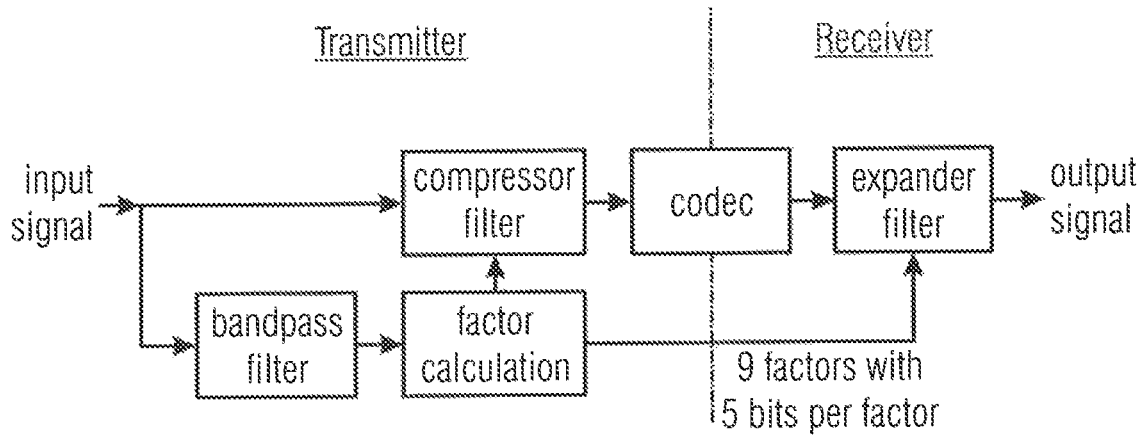 Transmitter
Receiver
input
signal
compressor
filter
codec
expander
filter
output
signal
bandpass
filter
factor
calculation
9 factors with
5 bits per factor